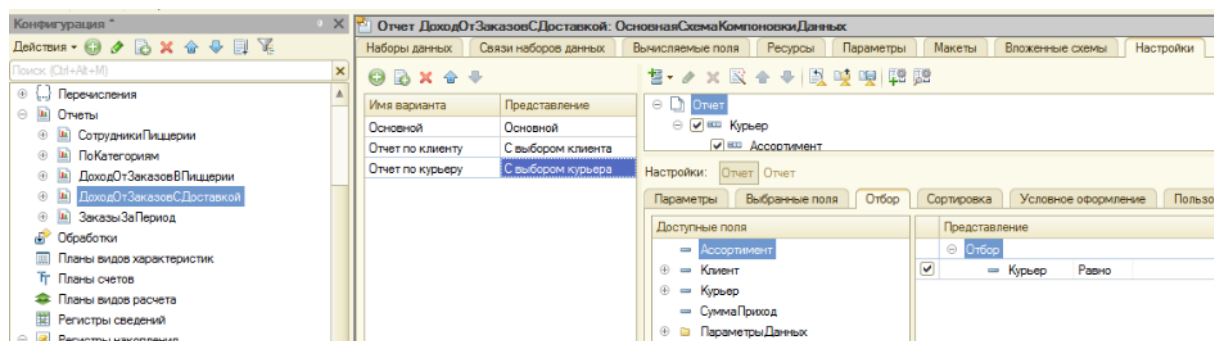 Конфигурация *
Действия
Поиск (Ctrl+Alt+M)
Перечисления
Отчеты
СотрудникиПиццерии
ПоКатегориям
ДоходОтЗаказовВПиццерии
ДоходОтЗаказовСДоставкой
ЗаказыЗаПериод
Обработки
Планы видов характеристик
Планы счетов
Планы видов расчета
Регистры сведений
Регистры накопления
Отчет ДоходОтЗаказовСДоставкой: ОсновнаяСхемаКомпоновкиДанных
Наборы данных Связи наборов данных Вычисляемые поля Ресурсы Параметры Макеты Вложенные схемы Настройки
Имя варианта Представление
Основной Основной
Отчет по клиенту С выбором клиента
Отчет по курьеру С выбором курьера
Отчет
Курьер
Ассортимент
Настройки: Отчет Отчет
Параметры Выбранные поля Отбор Сортировка Условное оформление Пользо
Доступные поля
Ассортимент
Клиент
Курьер
СуммаПриход
ПараметрыДанных
Представление
Отбор
Курьер Равно